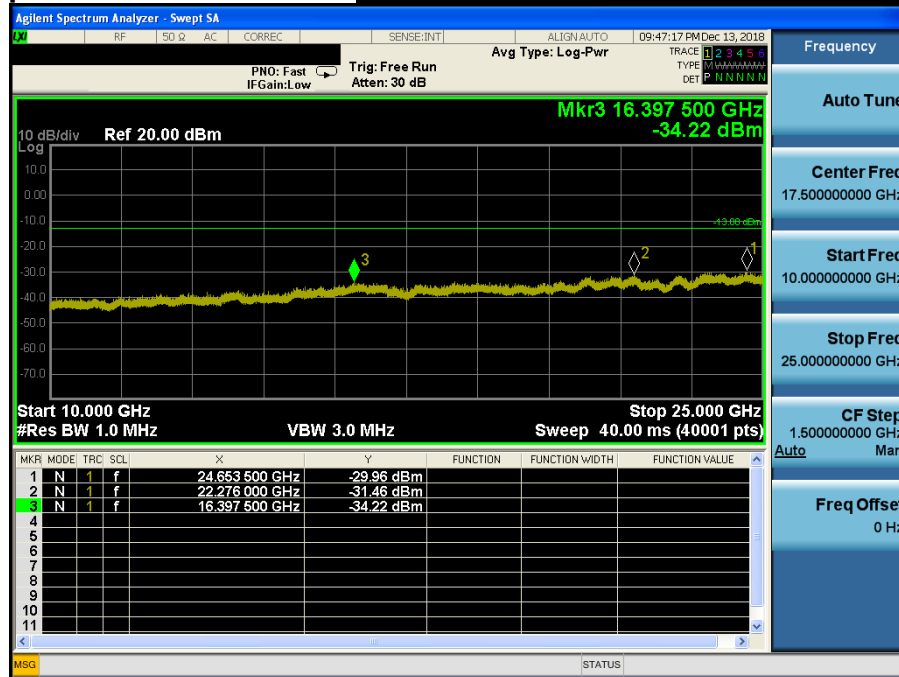 Agilent Spectrum Analyzer - Swept SA
LXI RF 50 Ω AC CORREC SENSE:INT ALIGN AUTO 09:47:17 PM Dec 13, 2018
Avg Type: Log-Pwr
TRACE 1 2 3 4 5 6
TYPE M WWWWW
DET P N N N N N
PNO: Fast Trig: Free Run
IFGain:Low Atten: 30 dB
Mkr3 16.397 500 GHz
-34.22 dBm
10 dB/div Ref 20.00 dBm
Log
10.0
0.00
-10.0
-13.00 dBm
-20.0
-30.0
-40.0
-50.0
-60.0
-70.0
3
2
1
Start 10.000 GHz Stop 25.000 GHz
#Res BW 1.0 MHz VBW 3.0 MHz Sweep 40.00 ms (40001 pts)
MKR MODE TRC SCL X Y FUNCTION FUNCTION WIDTH FUNCTION VALUE
1 N 1 f 24.653 500 GHz -29.96 dBm
2 N 1 f 22.276 000 GHz -31.46 dBm
3 N 1 f 16.397 500 GHz -34.22 dBm
4
5
6
7
8
9
10
11
MSG STATUS
Frequency
Auto Tune
Center Freq
17.500000000 GHz
Start Freq
10.000000000 GHz
Stop Freq
25.000000000 GHz
CF Step
1.500000000 GHz
Auto Man
Freq Offset
0 Hz